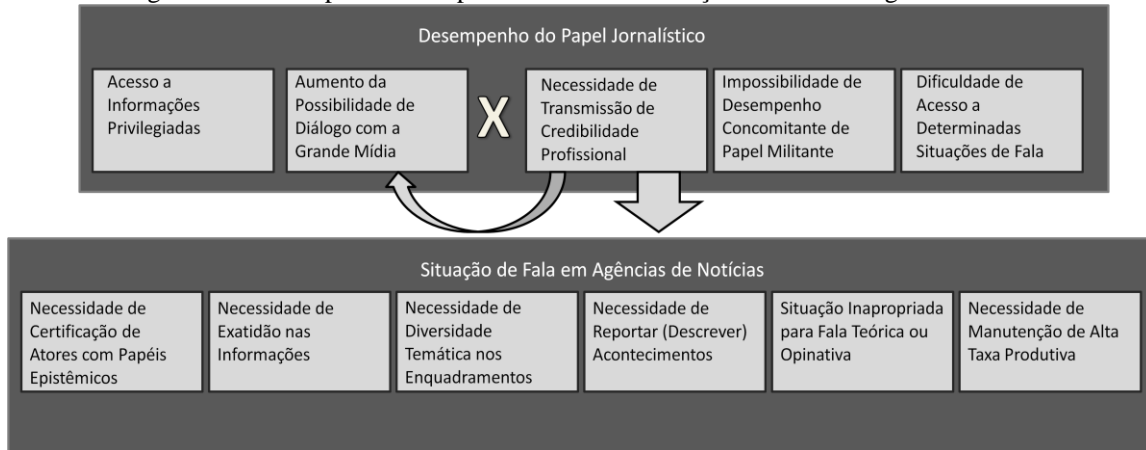 Desempenho do Papel Jornalístico
Acesso a
Informações
Privilegiadas
Aumento da
Possibilidade de
Diálogo com a
Grande Mídia
X
Necessidade de
Transmissão de
Credibilidade
Profissional
Impossibilidade de
Desempenho
Concomitante de
Papel Militante
Dificuldade de
Acesso a
Determinadas
Situações de Fala
Situação de Fala em Agências de Notícias
Necessidade de
Certificação de
Atores com Papéis
Epistêmicos
Necessidade de
Exatidão nas
Informações
Necessidade de
Diversidade
Temática nos
Enquadramentos
Necessidade de
Reportar (Descrever)
Acontecimentos
Situação Inapropriada
para Fala Teórica ou
Opinativa
Necessidade de
Manutenção de Alta
Taxa Produtiva